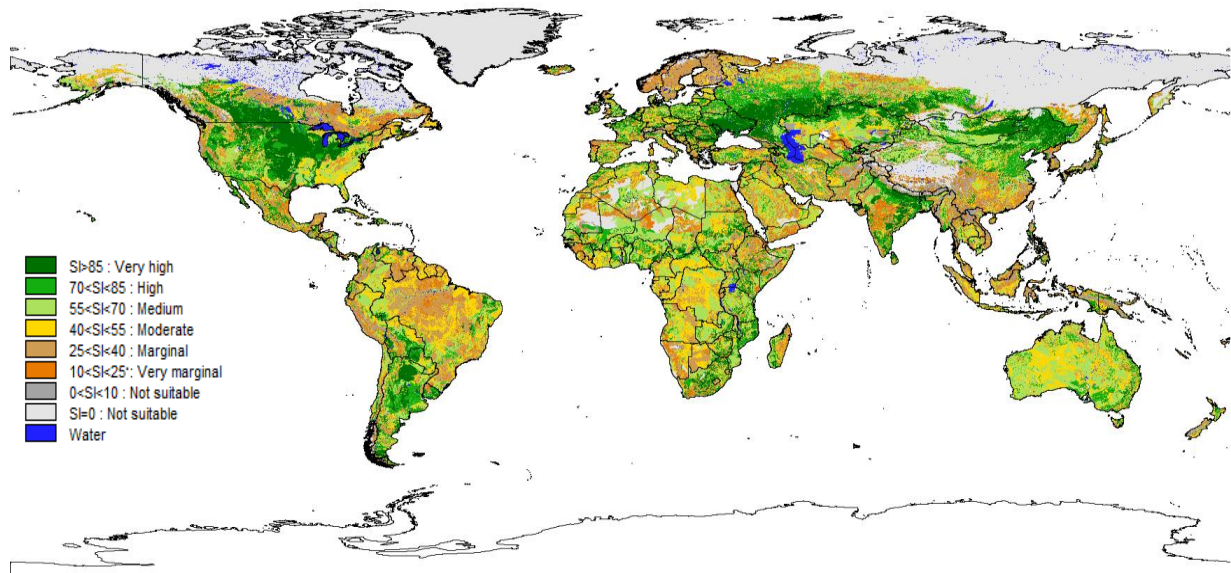 SI>85 : Very high
70<SI<85 : High
55<SI<70 : Medium
40<SI<55 : Moderate
25<SI<40 : Marginal
10<SI<25* : Very marginal
0<SI<10 : Not suitable
SI=0 : Not suitable
Water